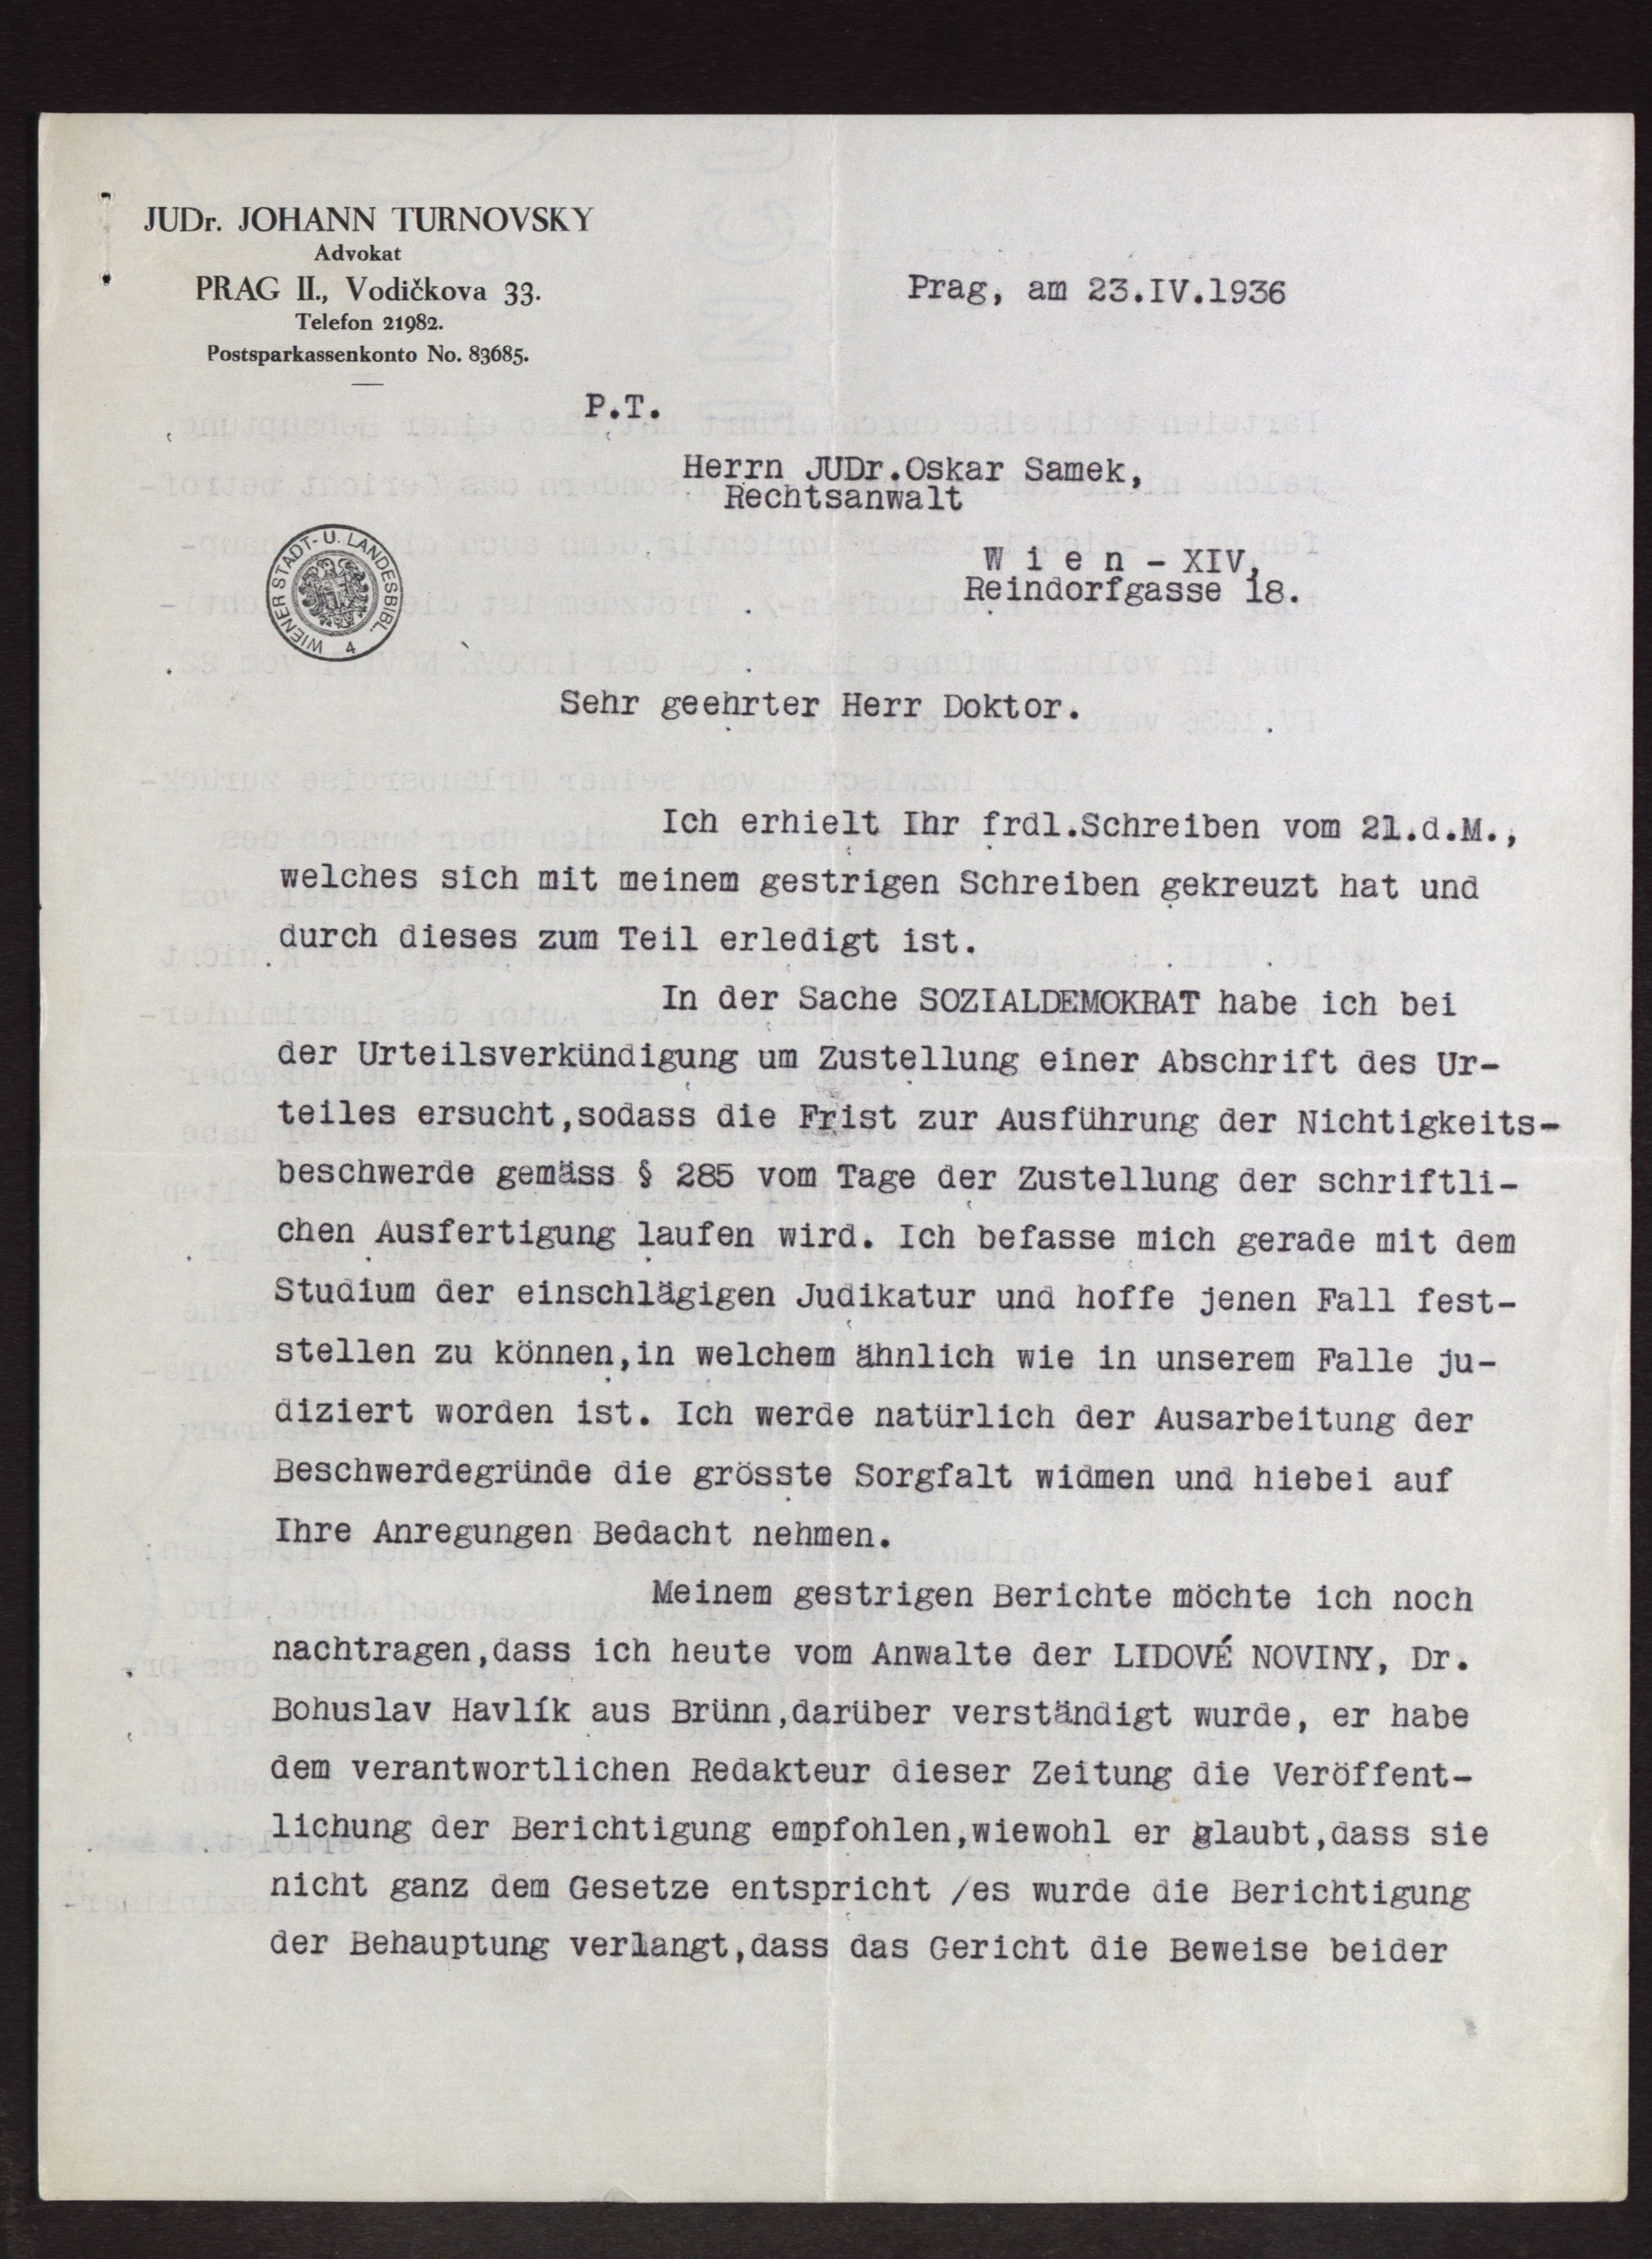 JUDr. JOHANN TURNOVSKY
Advokat
PRAG II., Vodičkova 33.
Telefon 21982.
Postsparkassenkonto No. 83685.
Prag, am 23.IV.1936
P.T.
Herrn JUDr.Oskar Samek,
Rechtsanwalt
W i e n - XIV,
Reindorfgasse 18.
WIENER STADT- U. LANDESBIBL.
4
Sehr geehrter Herr Doktor.
Ich erhielt Ihr frdl.Schreiben vom 21.d.M.,
welches sich mit meinem gestrigen Schreiben gekreuzt hat und
durch dieses zum Teil erledigt ist.
In der Sache SOZIALDEMOKRAT habe ich bei
der Urteilsverkündigung um Zustellung einer Abschrift des Ur-
teiles ersucht,sodass die Frist zur Ausführung der Nichtigkeits-
beschwerde gemäss § 285 vom Tage der Zustellung der schriftli-
chen Ausfertigung laufen wird. Ich befasse mich gerade mit dem
Studium der einschlägigen Judikatur und hoffe jenen Fall fest-
stellen zu können,in welchem ähnlich wie in unserem Falle ju-
diziert worden ist. Ich werde natürlich der Ausarbeitung der
Beschwerdegründe die grösste Sorgfalt widmen und hiebei auf
Ihre Anregungen Bedacht nehmen.
Meinem gestrigen Berichte möchte ich noch
nachtragen,dass ich heute vom Anwalte der LIDOVÉ NOVINY, Dr.
Bohuslav Havlík aus Brünn,darüber verständigt wurde, er habe
dem verantwortlichen Redakteur dieser Zeitung die Veröffent-
lichung der Berichtigung empfohlen,wiewohl er glaubt,dass sie
nicht ganz dem Gesetze entspricht /es wurde die Berichtigung
der Behauptung verlangt,dass das Gericht die Beweise beider